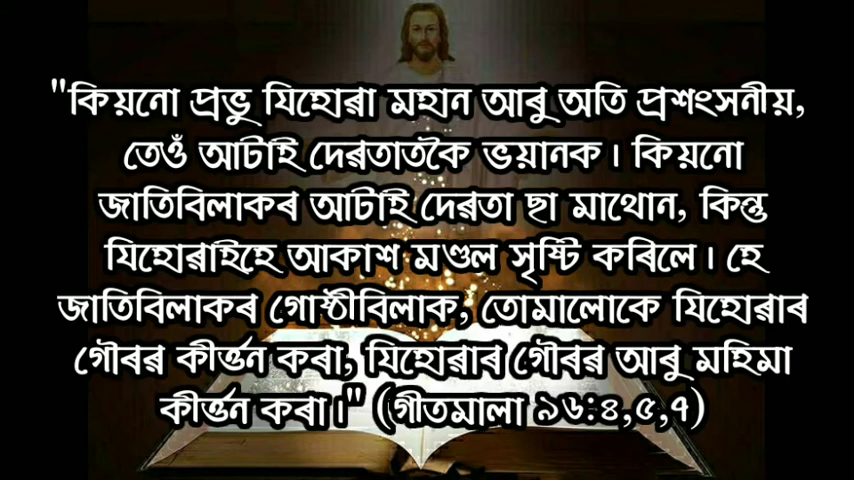 "কিয়নো প্ৰভু যিহোৱা মহান আৰু অতি প্ৰশংসনীয়,
তেওঁ আটাই দেৱতাতকৈ ভয়ানক। কিয়নো
জাতিবিলাকৰ আটাই দেৱতা ছা মাথোন, কিন্তু
যিহোৱাইহে আকাশ মণ্ডল সৃষ্টি কৰিলে। হে
জাতিবিলাকৰ গোষ্ঠীবিলাক, তোমালোকে যিহোৱাৰ
গৌৰৱ কীৰ্ত্তন কৰা, যিহোৱাৰ গৌৰৱ আৰু মহিমা
কীৰ্ত্তন কৰা।" (গীতমালা ৯৬:৪,৫,৭)